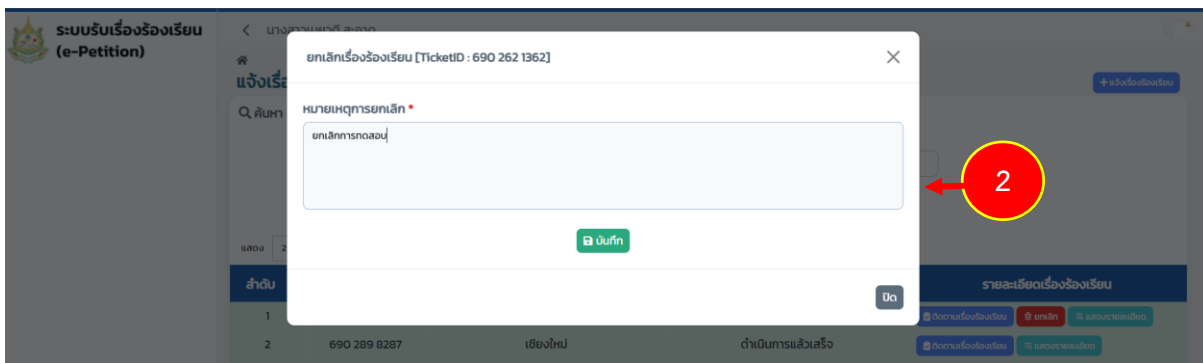 ระบบรับเรื่องร้องเรียน
(e-Petition)
ยกเลิกเรื่องร้องเรียน [TicketID : 690 262 1362]
แจ้งเรื่
+ แจ้งเรื่องร้องเรียน
ค้นหา
หมายเหตุการยกเลิก *
ยกเลิกการทดสอบ
2
บันทึก
แสดง 2
ลำดับ
รายละเอียดเรื่องร้องเรียน
ปิด
1 ติดตามเรื่องร้องเรียน ยกเลิก แสดงรายละเอียด
2 690 289 8287 เชียงใหม่ ดำเนินการแล้วเสร็จ ติดตามเรื่องร้องเรียน แสดงรายละเอียด